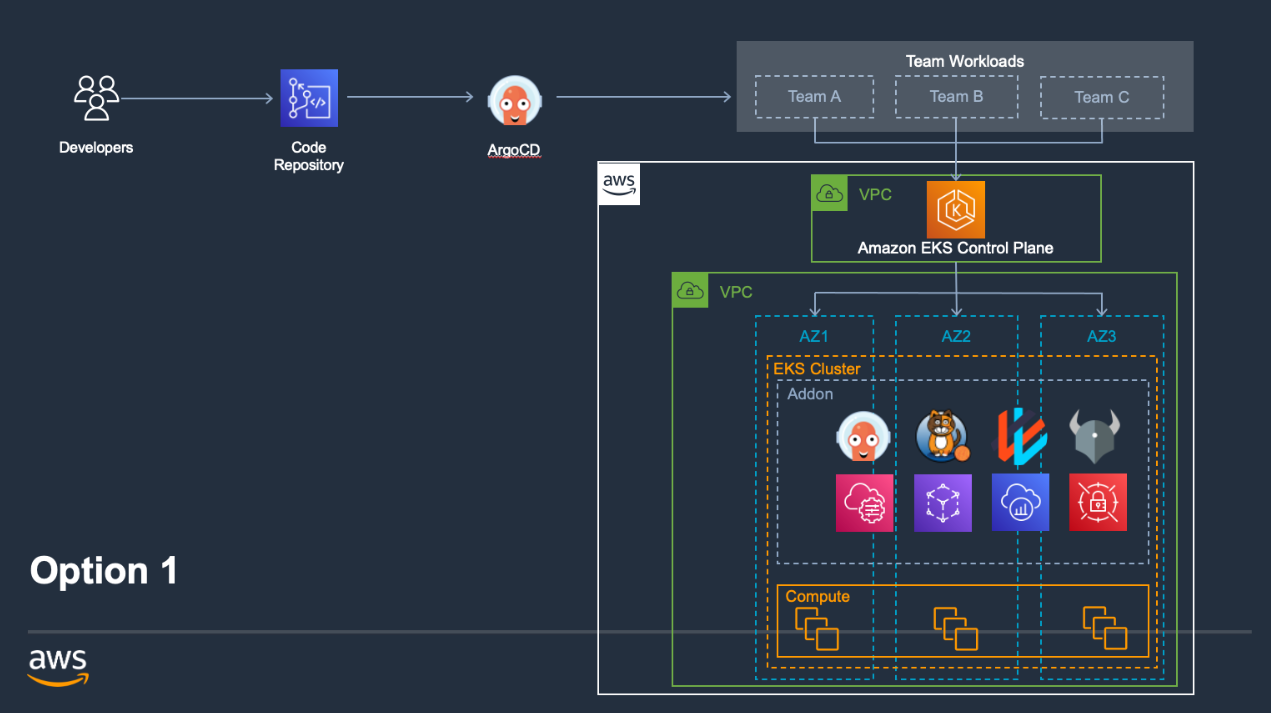 Team Workloads
Team A
Team B
Team C
Developers
Code
Repository
ArgoCD
aws
VPC
K
Amazon EKS Control Plane
VPC
AZ1
AZ2
AZ3
EKS Cluster
Addon
Option 1
Compute
aws